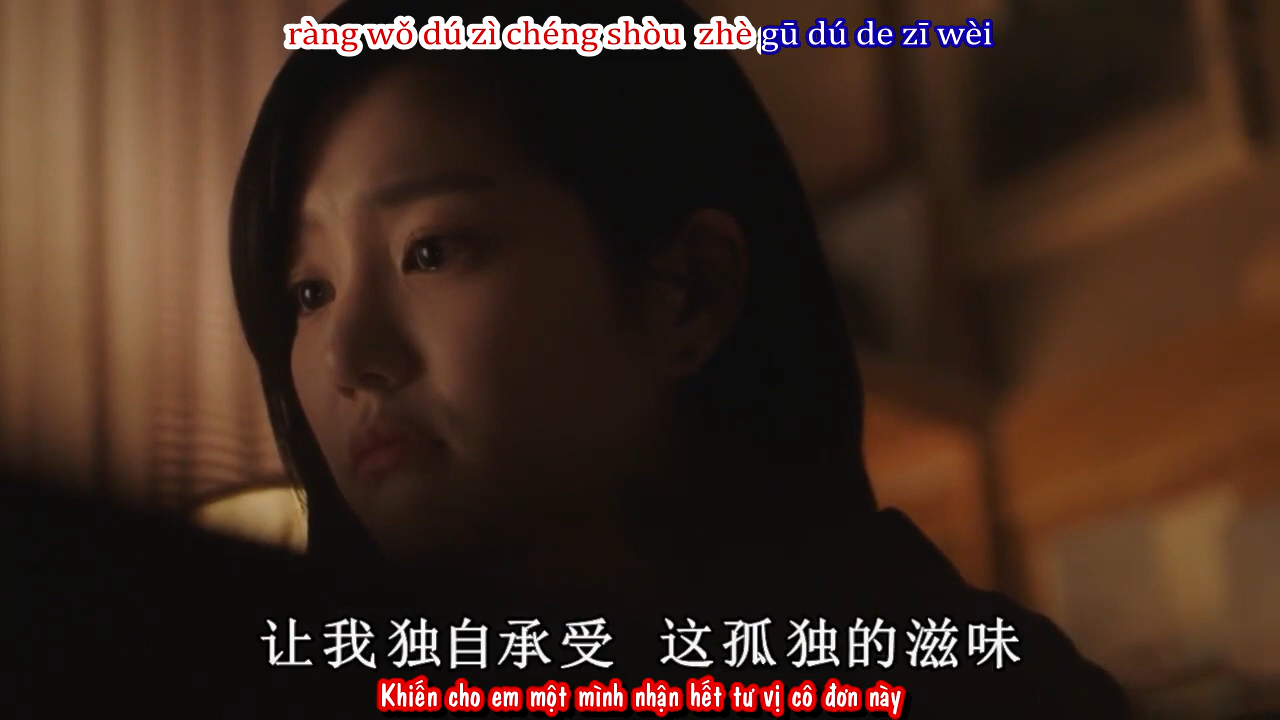 ràng wǒ dú zì chéng shòu zhè gū dú de zī wèi
让我独自承受 这孤独的滋味
Khiến cho em một mình nhận hết tư vị cô đơn này